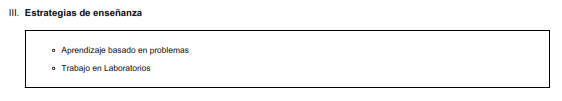 III. Estrategias de enseñanza
Aprendizaje basado en problemas
Trabajo en Laboratorios